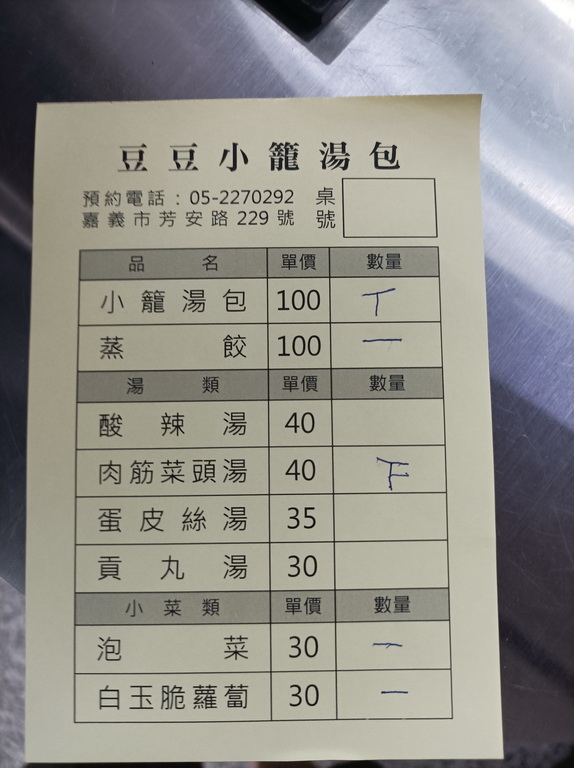 豆豆小籠湯包
預約電話：05-2270292 桌號
嘉義市芳安路229號
品名 單價 數量
小籠湯包 100 丅
蒸餃 100 一
湯類 單價 數量
酸辣湯 40
肉筋菜頭湯 40
蛋皮絲湯 35
貢丸湯 30
小菜類 單價 數量
泡菜 30 一
白玉脆蘿蔔 30 一